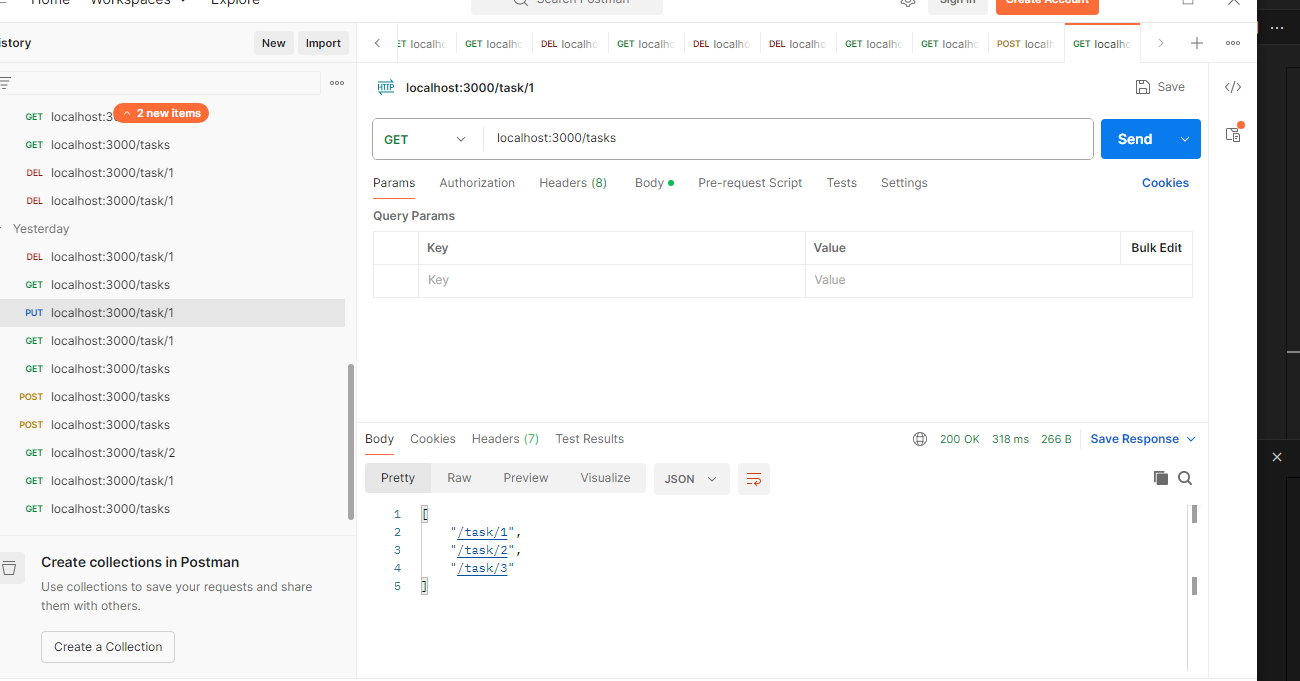 Home Workspaces Explore
Search Postman
Sign in
Create Account
istory
New
Import
ET localho
GET localho
DEL localho
GET localho
DEL localho
DEL localho
GET localho
GET localho
POST localh
GET localho
2 new items
GET localhost:3
GET localhost:3000/tasks
DEL localhost:3000/task/1
DEL localhost:3000/task/1
Yesterday
DEL localhost:3000/task/1
GET localhost:3000/tasks
PUT localhost:3000/task/1
GET localhost:3000/task/1
GET localhost:3000/tasks
POST localhost:3000/tasks
POST localhost:3000/tasks
GET localhost:3000/task/2
GET localhost:3000/task/1
GET localhost:3000/tasks
Create collections in Postman
Use collections to save your requests and share
them with others.
Create a Collection
HTTP localhost:3000/task/1
Save
</>
GET localhost:3000/tasks
Send
Params Authorization Headers (8) Body Pre-request Script Tests Settings Cookies
Query Params
Key Value Bulk Edit
Key Value
Body Cookies Headers (7) Test Results
200 OK 318 ms 266 B Save Response
Pretty Raw Preview Visualize JSON
1 [
2 "/task/1",
3 "/task/2",
4 "/task/3"
5 ]